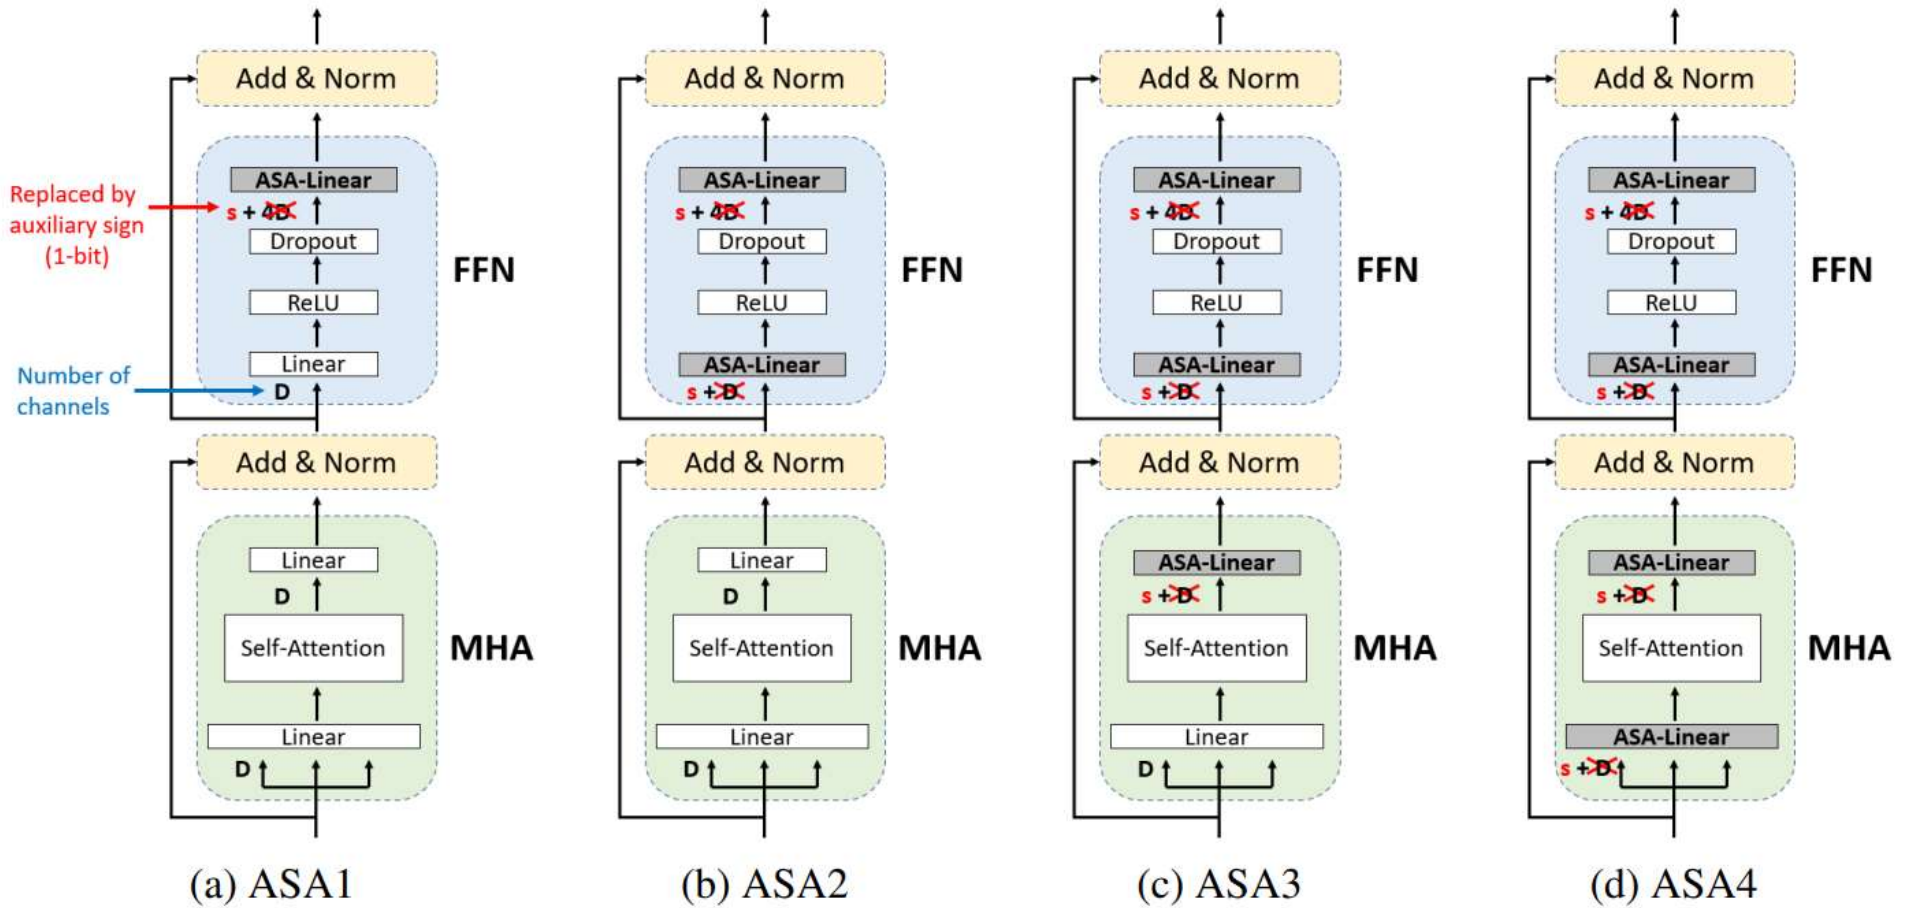 Add & Norm
ASA-Linear
Replaced by
auxiliary sign
(1-bit)
s + 4D
Dropout
FFN
ReLU
Linear
Number of
channels
D
Add & Norm
Linear
D
Self-Attention
MHA
Linear
D
(a) ASA1
Add & Norm
ASA-Linear
s + 4D
Dropout
FFN
ReLU
ASA-Linear
s + D
Add & Norm
Linear
D
Self-Attention
MHA
Linear
D
(b) ASA2
Add & Norm
ASA-Linear
s + 4D
Dropout
FFN
ReLU
ASA-Linear
s + D
Add & Norm
ASA-Linear
s + D
Self-Attention
MHA
Linear
D
(c) ASA3
Add & Norm
ASA-Linear
s + 4D
Dropout
FFN
ReLU
ASA-Linear
s + D
Add & Norm
ASA-Linear
s + D
Self-Attention
MHA
ASA-Linear
s + D
(d) ASA4